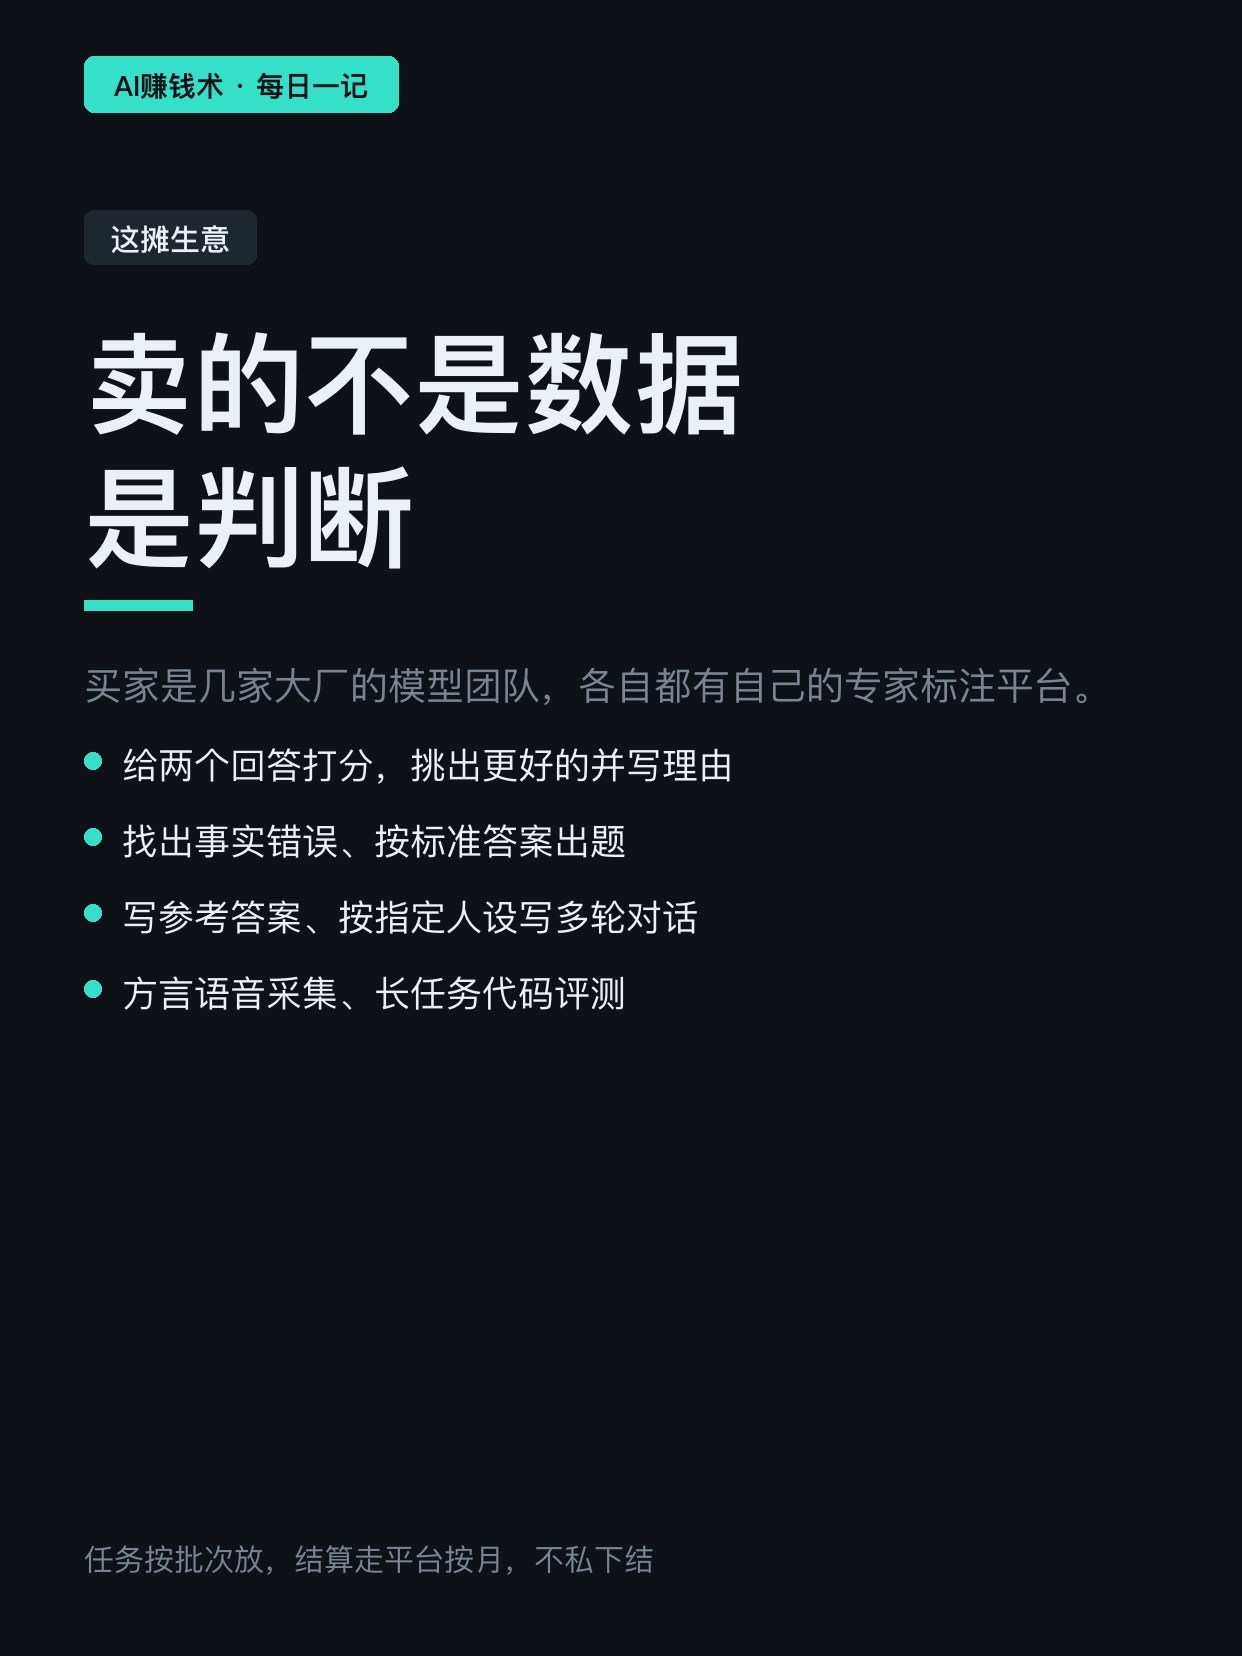 AI赚钱术 · 每日一记
这摊生意
卖的不是数据
是判断
买家是几家大厂的模型团队，各自都有自己的专家标注平台。
给两个回答打分，挑出更好的并写理由
找出事实错误、按标准答案出题
写参考答案、按指定人设写多轮对话
方言语音采集、长任务代码评测
任务按批次放，结算走平台按月，不私下结